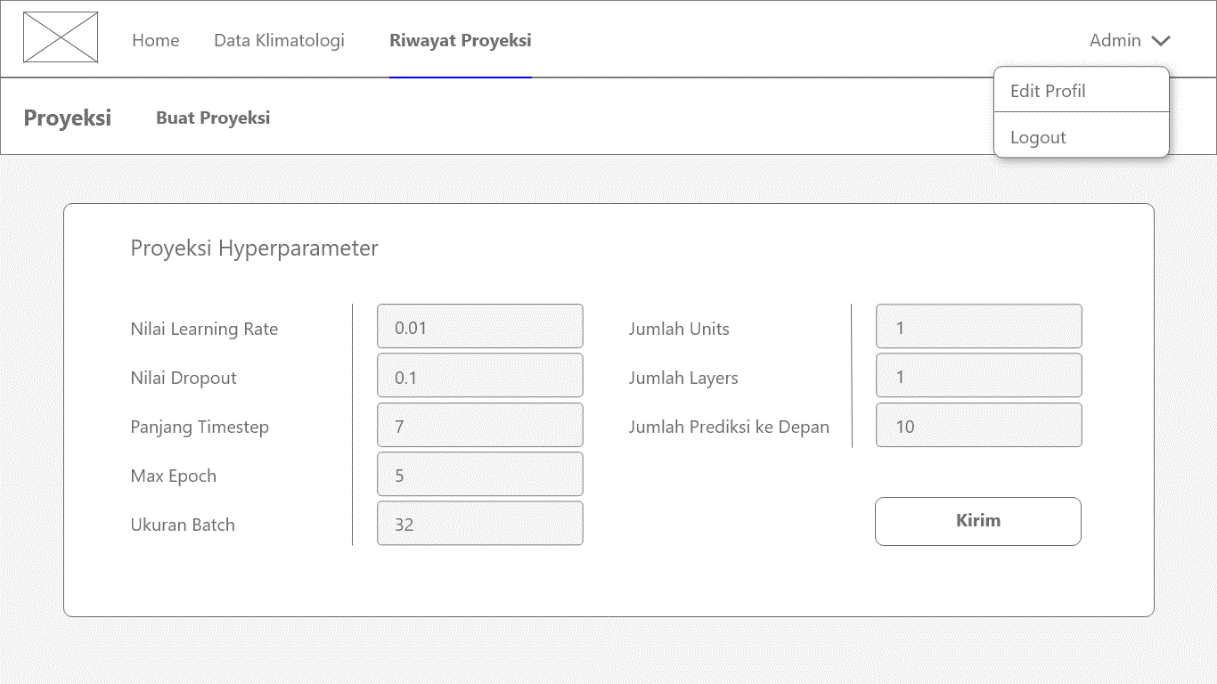 Home Data Klimatologi Riwayat Proyeksi Admin
Edit Profil
Logout
Proyeksi Buat Proyeksi
Proyeksi Hyperparameter
Nilai Learning Rate 0.01
Nilai Dropout 0.1
Panjang Timestep 7
Max Epoch 5
Ukuran Batch 32
Jumlah Units 1
Jumlah Layers 1
Jumlah Prediksi ke Depan 10
Kirim